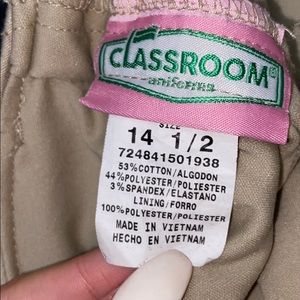 CLASSROOM®
uniforms
SIZE
14 1/2
724841501938
53%COTTON/ALGODON
44%POLYESTER/POLIESTER
3%SPANDEX/ELASTANO
LINING/FORRO
100%POLYESTER/POLIESTER
MADE IN VIETNAM
HECHO EN VIETNAM